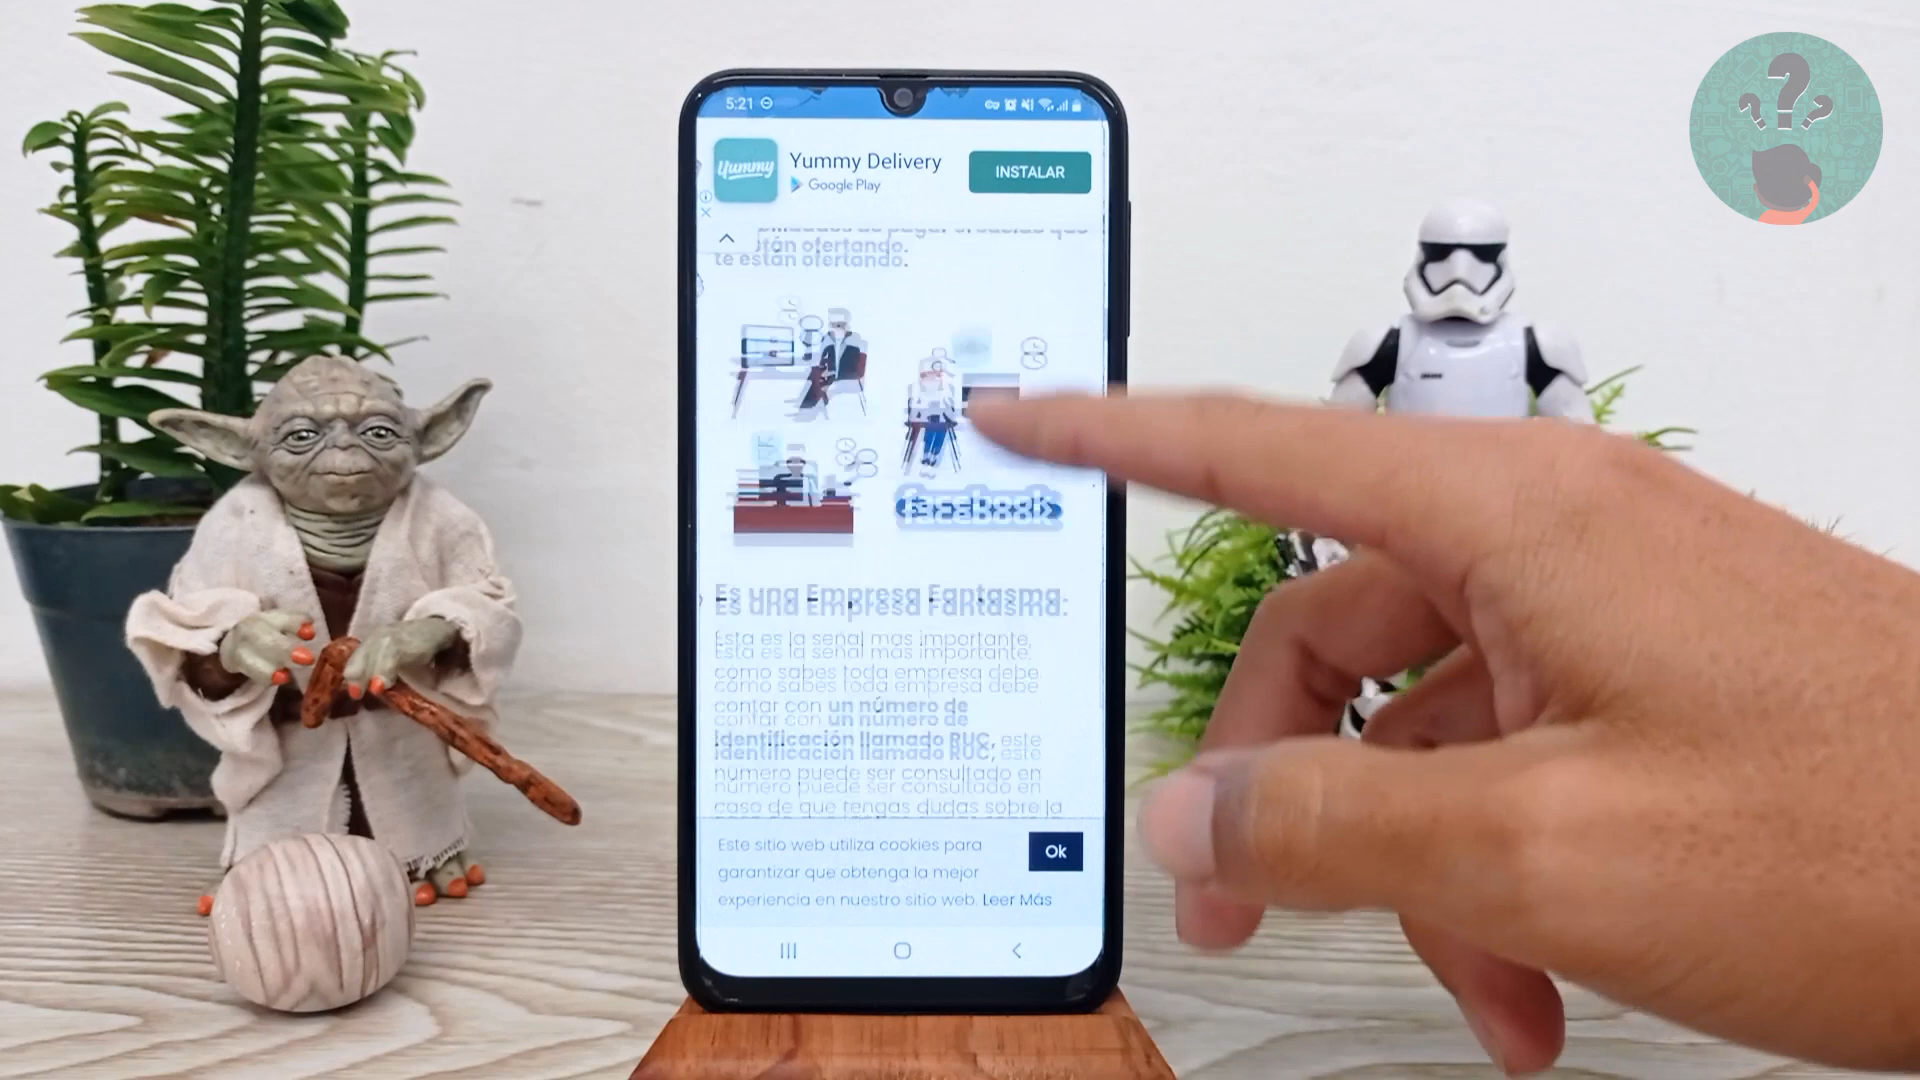 5:21
yummy
Yummy Delivery
Google Play
INSTALAR
te están ofertando.
facebook
Es una Empresa Fantasma:
Esta es la señal más importante,
como sabes toda empresa debe
contar con un número de
identificación llamado RUC, este
número puede ser consultado en
caso de que tengas dudas sobre la
Este sitio web utiliza cookies para
garantizar que obtenga la mejor
experiencia en nuestro sitio web. Leer Más
Ok